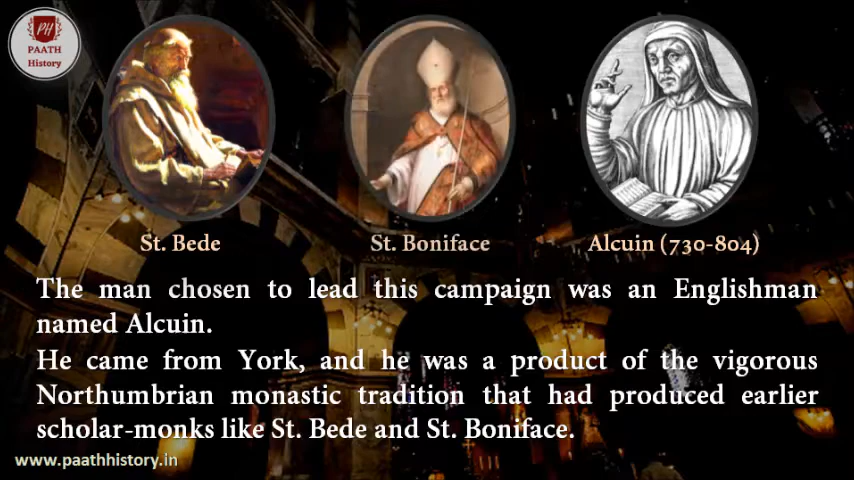 PH
PAATH
History
St. Bede
St. Boniface
Alcuin (730-804)
The man chosen to lead this campaign was an Englishman
named Alcuin.
He came from York, and he was a product of the vigorous
Northumbrian monastic tradition that had produced earlier
scholar-monks like St. Bede and St. Boniface.
www.paathhistory.in